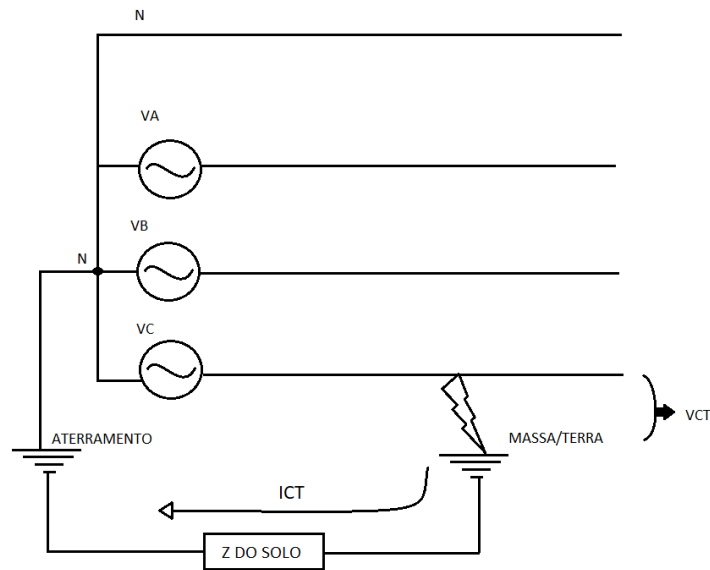 N
VA
VB
N
VC
ATERRAMENTO
MASSA/TERRA
VCT
ICT
Z DO SOLO